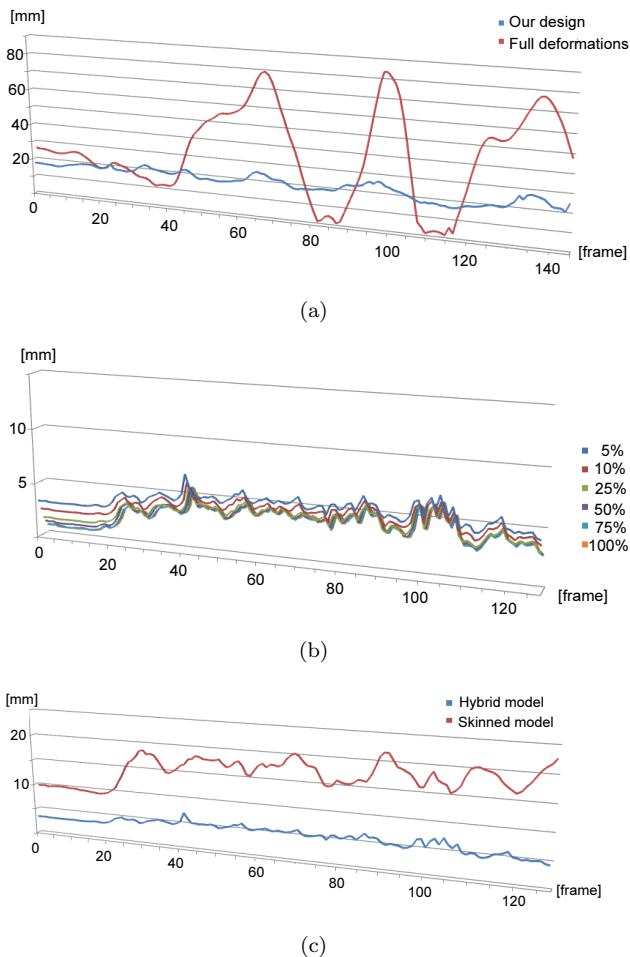 [mm]
Our design
Full deformations
80
60
40
20
0
20
40
60
80
100
120
140
[frame]
(a)
[mm]
10
5
5%
10%
25%
50%
75%
100%
0
20
40
60
80
100
120
[frame]
(b)
[mm]
Hybrid model
Skinned model
20
10
0
20
40
60
80
100
120
[frame]
(c)